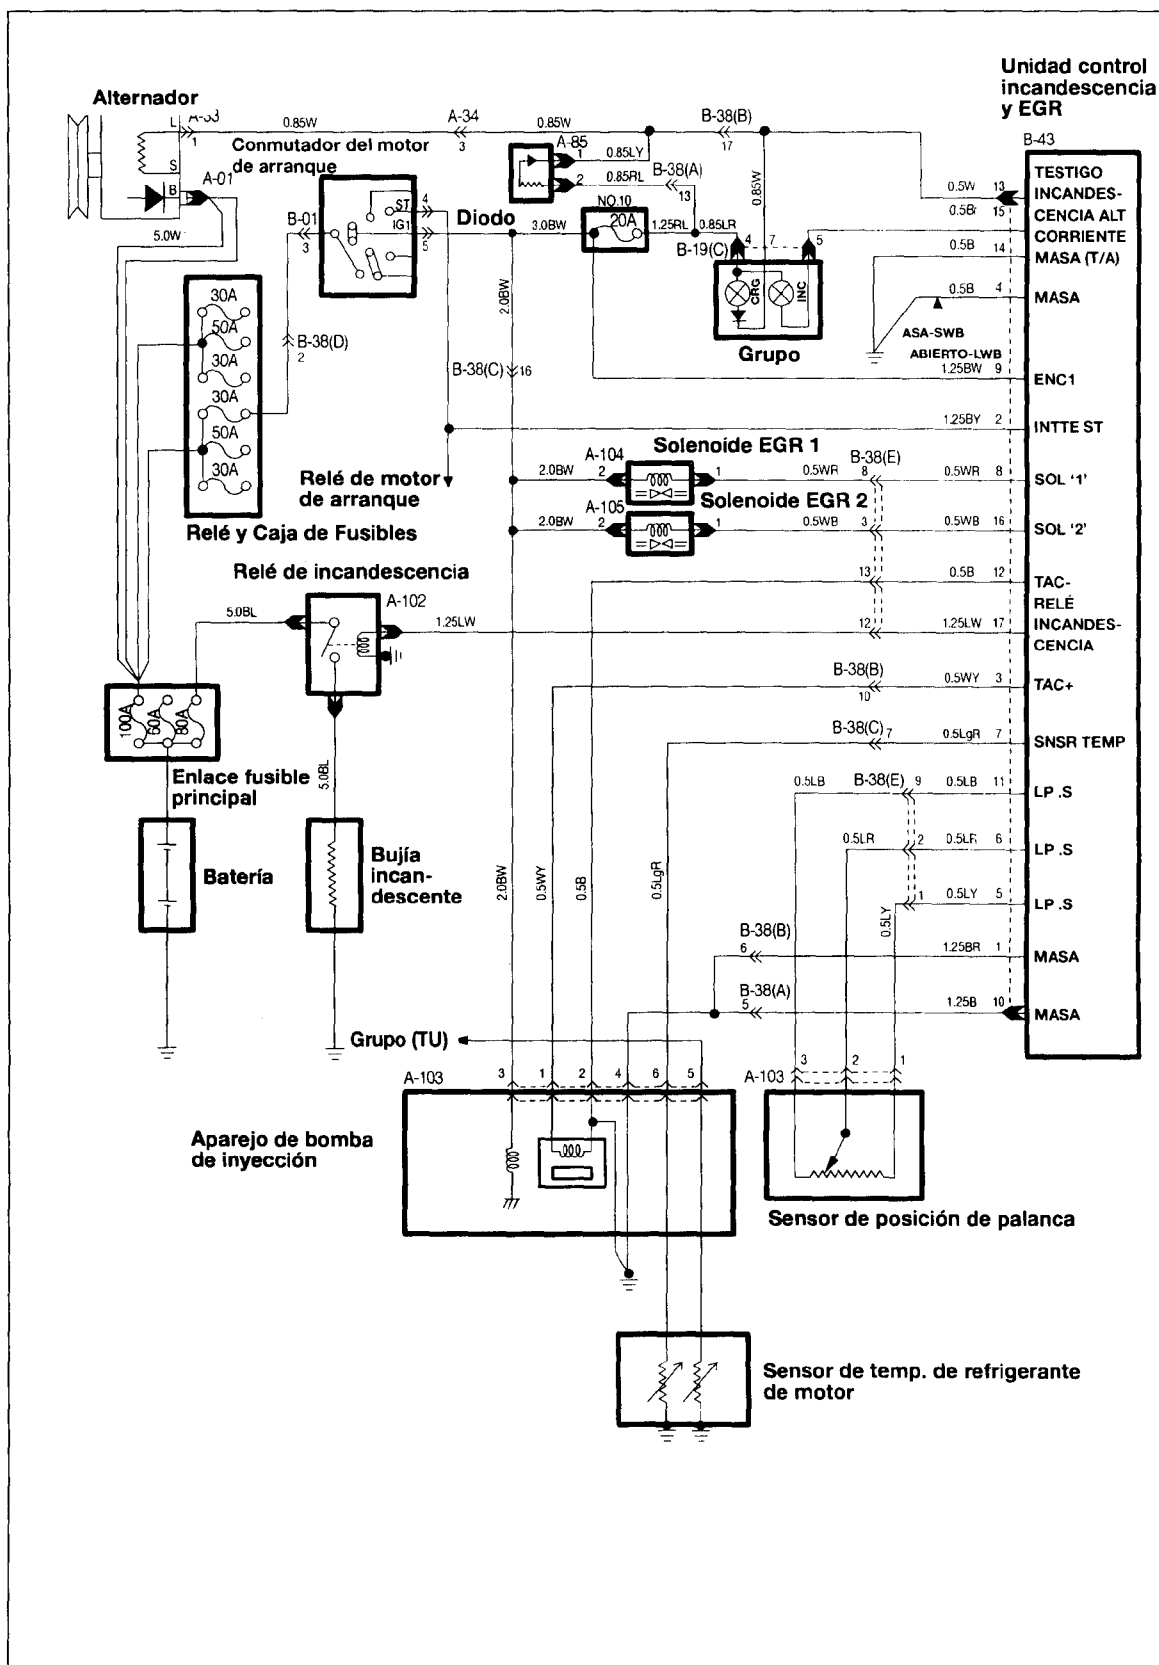 Unidad control
incandescencia
y EGR
Alternador
L
A-33
1
0.85W
A-34
3
0.85W
B-38(B)
17
B-43
Conmutador del motor
de arranque
A-85
1
0.85LY
2
0.85RL
B-38(A)
13
S
B
A-01
5.0W
B-01
3
ST
4
IG1
5
Diodo
3.0BW
NO.10
20A
1.25RL
0.85LR
0.85W
B-19(C)
4
7
5
CRG
INC
Grupo
0.5W
13
0.5Br
15
0.5B
14
0.5B
4
TESTIGO
INCANDES-
CENCIA ALT
CORRIENTE
MASA (T/A)
MASA
ASA-SWB
ABIERTO-LWB
1.25BW
9
ENC1
30A
50A
30A
30A
50A
30A
B-38(D)
2
2.0BW
B-38(C)
16
1.25BY
2
INTTE ST
Relé de motor
de arranque
Relé y Caja de Fusibles
Solenoide EGR 1
A-104
2.0BW
2
1
0.5WR
B-38(E)
8
0.5WR
8
SOL '1'
Solenoide EGR 2
A-105
2.0BW
2
1
0.5WB
3
0.5WB
16
SOL '2'
Relé de incandescencia
A-102
5.0BL
1.25LW
13
0.5B
12
TAC-
12
1.25LW
17
RELÉ
INCANDES-
CENCIA
B-38(B)
10
0.5WY
3
TAC+
100A
60A
80A
Enlace fusible
principal
B-38(C)
7
0.5LgR
7
SNSR TEMP
5.0BL
0.5LB
B-38(E)
9
0.5LB
11
LP .S
0.5LR
2
0.5LR
6
LP .S
1
0.5LY
5
LP .S
0.5LY
Batería
Bujía
incan-
descente
2.0BW
0.5WY
0.5B
0.5LgR
B-38(B)
6
1.25BR
1
MASA
B-38(A)
5
1.25B
10
MASA
Grupo (TU)
A-103
3
1
2
4
6
5
A-103
3
2
1
Aparejo de bomba
de inyección
Sensor de posición de palanca
Sensor de temp. de refrigerante
de motor